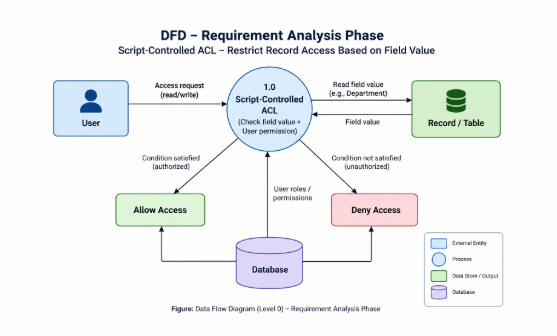 DFD – Requirement Analysis Phase
Script-Controlled ACL – Restrict Record Access Based on Field Value
User
Access request
(read/write)
1.0
Script-Controlled
ACL
(Check field value +
User permission)
Read field value
(e.g., Department)
Field value
Record / Table
Condition satisfied
(authorized)
Condition not satisfied
(unauthorized)
User roles /
permissions
Allow Access
Deny Access
Database
External Entity
Process
Data Store / Output
Database
Figure: Data Flow Diagram (Level 0) – Requirement Analysis Phase